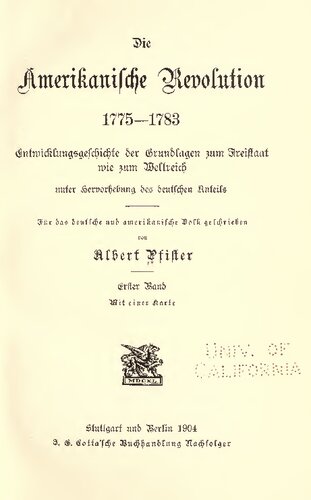 Die
Amerikanische Revolution
1775—1783
Entwicklungsgeschichte der Grundlagen zum Freistaat
wie zum Weltreich
unter Hervorhebung des deutschen Anteils
Für das deutsche und amerikanische Volk geschrieben
von
Albert Pfister
Erster Band
Mit einer Karte
MDCXL
UNIV. OF
CALIFORNIA
Stuttgart und Berlin 1904
J. G. Cotta'sche Buchhandlung Nachfolger